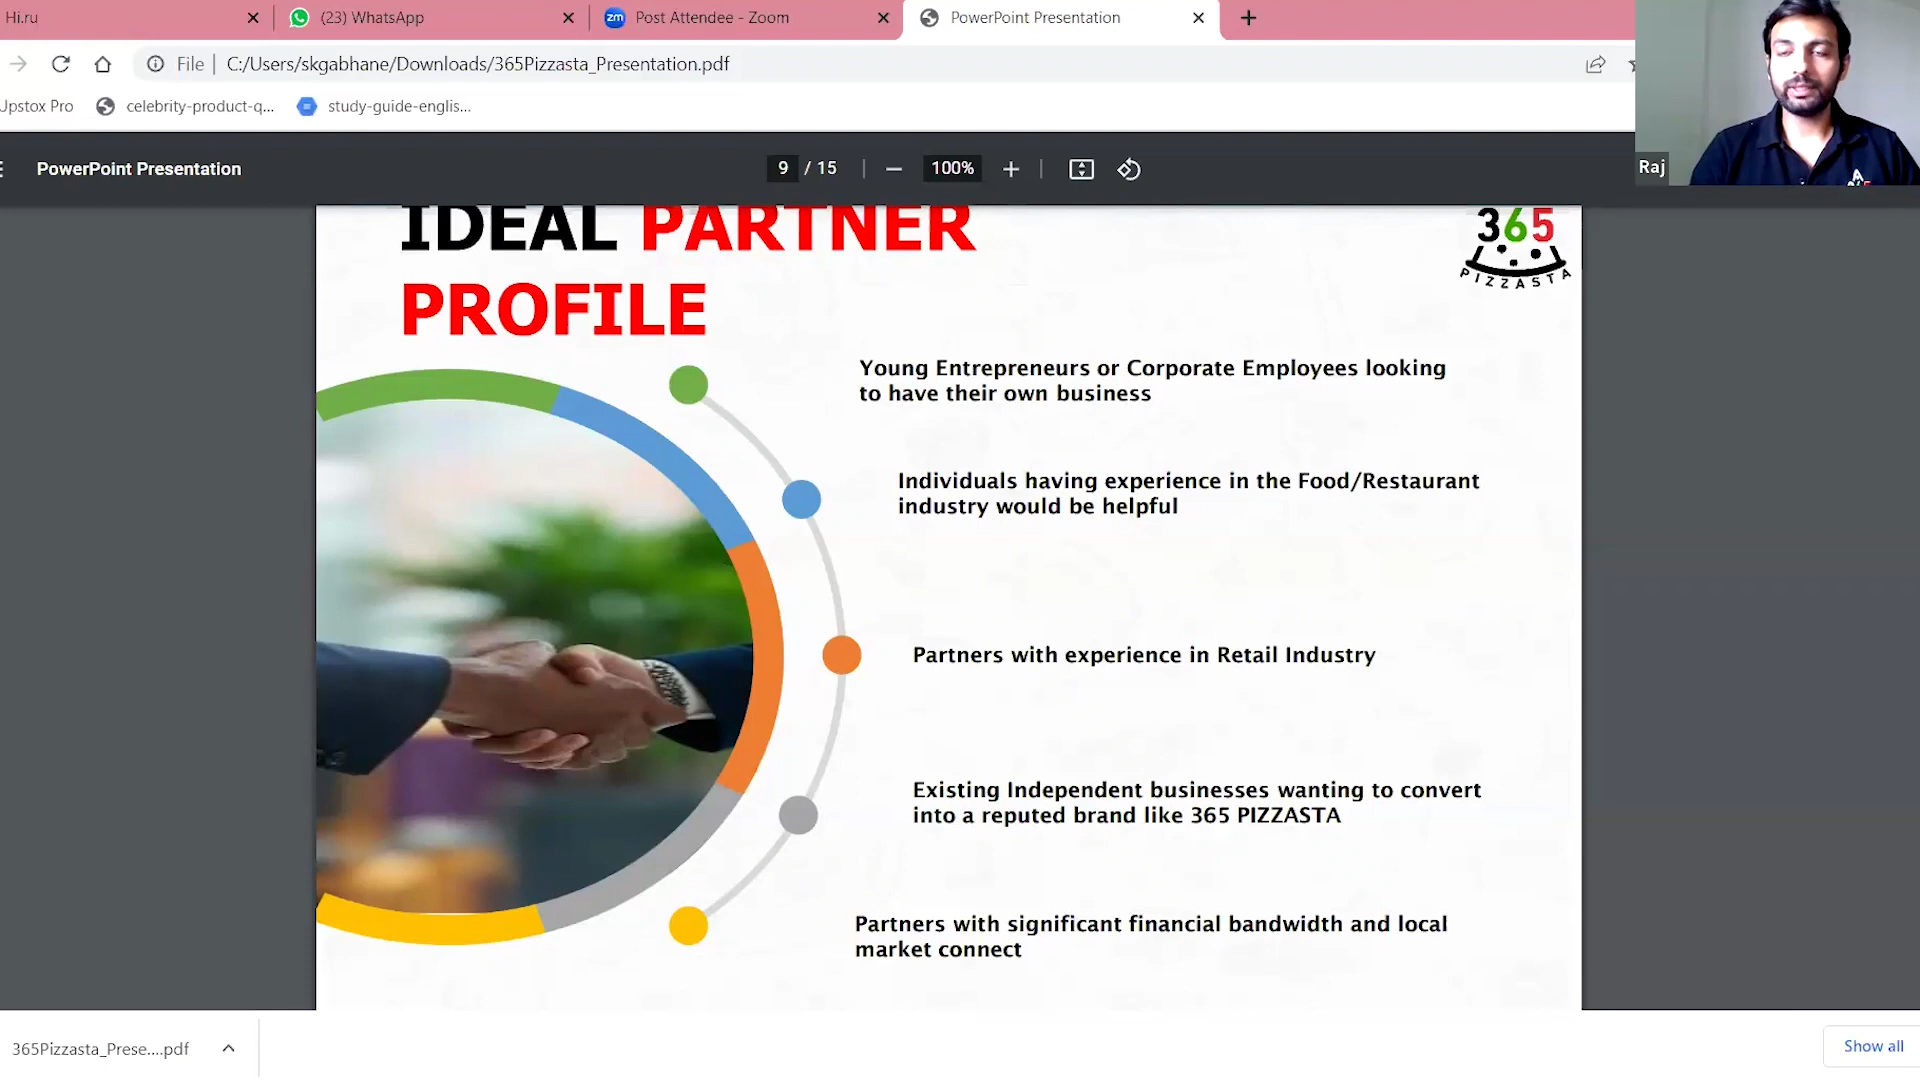 Hi.ru
(23) WhatsApp
zm
Post Attendee - Zoom
PowerPoint Presentation
File
C:/Users/skgabhane/Downloads/365Pizzasta_Presentation.pdf
Upstox Pro
celebrity-product-q...
study-guide-englis...
PowerPoint Presentation
9 / 15
100%
Raj
IDEAL PARTNER
PROFILE
365
PIZZASTA
Young Entrepreneurs or Corporate Employees looking
to have their own business
Individuals having experience in the Food/Restaurant
industry would be helpful
Partners with experience in Retail Industry
Existing Independent businesses wanting to convert
into a reputed brand like 365 PIZZASTA
Partners with significant financial bandwidth and local
market connect
365Pizzasta_Prese....pdf
Show all